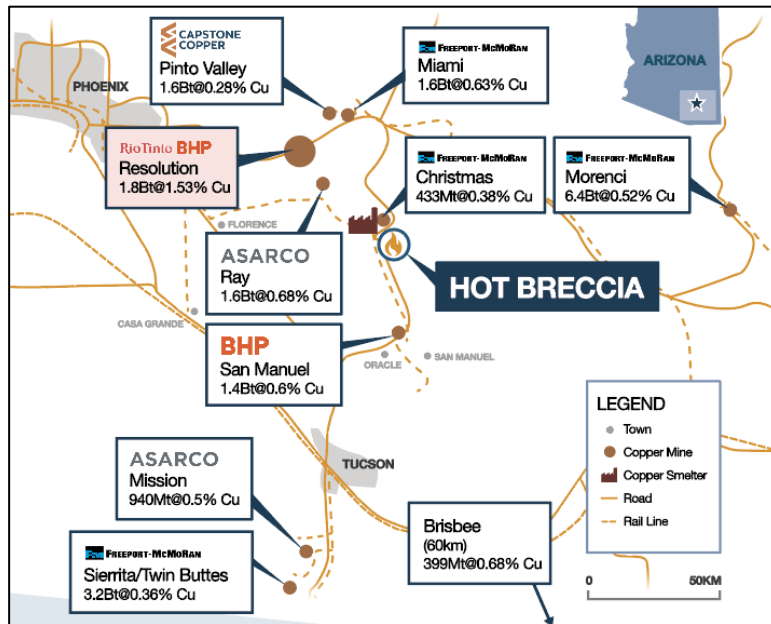 CAPSTONE
COPPER
Pinto Valley
1.6Bt@0.28% Cu
FREEPORT-MCMORAN
Miami
1.6Bt@0.63% Cu
ARIZONA
PHOENIX
RioTinto BHP
Resolution
1.8Bt@1.53% Cu
FREEPORT-MCMORAN
Christmas
433Mt@0.38% Cu
FREEPORT-MCMORAN
Morenci
6.4Bt@0.52% Cu
FLORENCE
ASARCO
Ray
1.6Bt@0.68% Cu
HOT BRECCIA
CASA GRANDE
BHP
San Manuel
1.4Bt@0.6% Cu
ORACLE
SAN MANUEL
LEGEND
Town
Copper Mine
Copper Smelter
Road
Rail Line
0 50KM
ASARCO
Mission
940Mt@0.5% Cu
TUCSON
Brisbee
(60km)
399Mt@0.68% Cu
FREEPORT-MCMORAN
Sierrita/Twin Buttes
3.2Bt@0.36% Cu